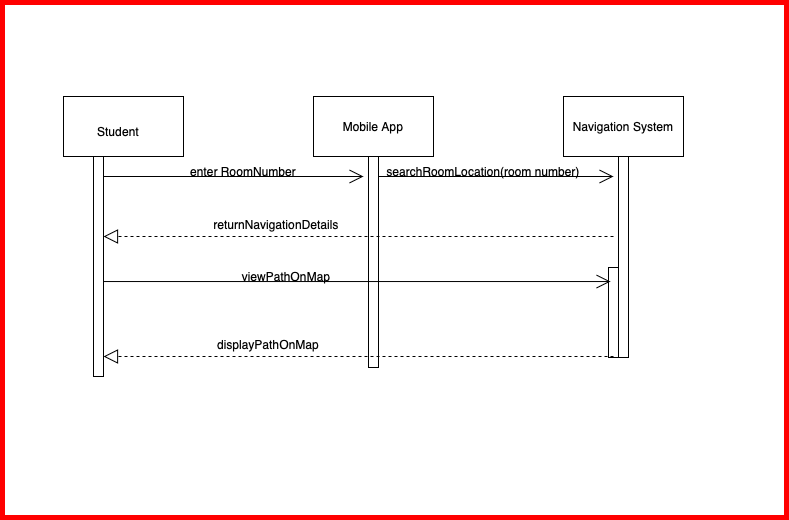 Student
Mobile App
Navigation System
enter RoomNumber
searchRoomLocation(room number)
returnNavigationDetails
viewPathOnMap
displayPathOnMap